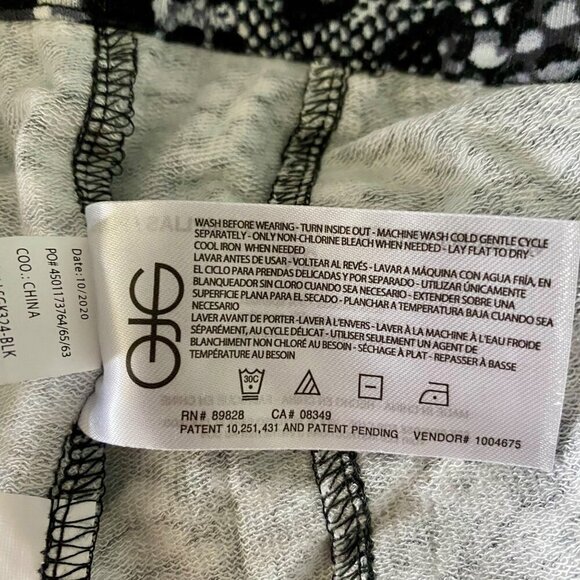 WASH BEFORE WEARING - TURN INSIDE OUT - MACHINE WASH COLD GENTLE CYCLE
SEPARATELY - ONLY NON-CHLORINE BLEACH WHEN NEEDED - LAY FLAT TO DRY -
COOL IRON WHEN NEEDED
LAVAR ANTES DE USAR - VOLTEAR AL REVÉS - LAVAR A MÁQUINA CON AGUA FRÍA, EN
EL CICLO PARA PRENDAS DELICADAS Y POR SEPARADO - UTILIZAR ÚNICAMENTE
BLANQUEADOR SIN CLORO CUANDO SEA NECESARIO - EXTENDER SOBRE UNA
SUPERFICIE PLANA PARA EL SECADO - PLANCHAR A TEMPERATURA BAJA CUANDO SEA
NECESARIO
LAVER AVANT DE PORTER - LAVER À L'ENVERS - LAVER À LA MACHINE À L'EAU FROIDE
SÉPARÉMENT, AU CYCLE DÉLICAT - UTILISER SEULEMENT UN AGENT DE
BLANCHIMENT NON CHLORÉ AU BESOIN - SÉCHAGE À PLAT - REPASSER À BASSE
TEMPÉRATURE AU BESOIN
30C
RN# 89828 CA# 08349
PATENT 10,251,431 AND PATENT PENDING VENDOR# 1004675
Date: 10/2020
PO# 4501173764/65/63
COO.: CHINA
374-BLK